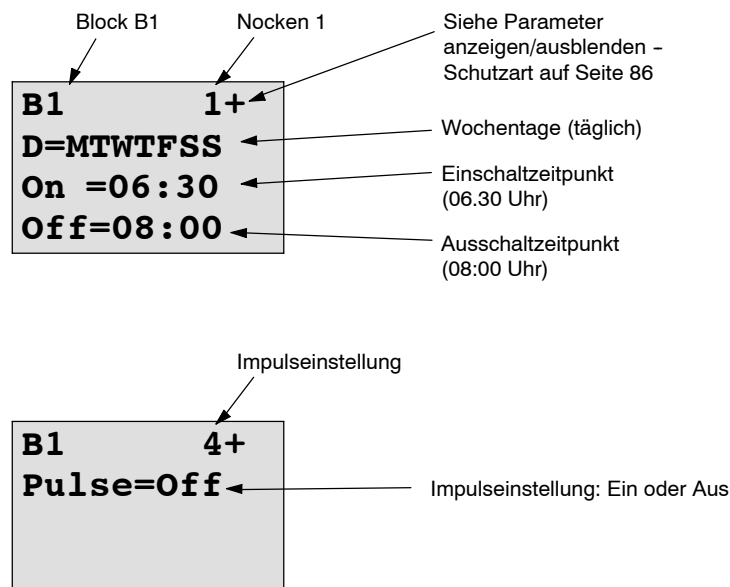 Block B1
Nocken 1
Siehe Parameter
anzeigen/ausblenden –
Schutzart auf Seite 86
B1 1+
D=MTWTFSS
On =06:30
Off=08:00
Wochentage (täglich)
Einschaltzeitpunkt
(06.30 Uhr)
Ausschaltzeitpunkt
(08:00 Uhr)
Impulseinstellung
B1 4+
Pulse=Off
Impulseinstellung: Ein oder Aus